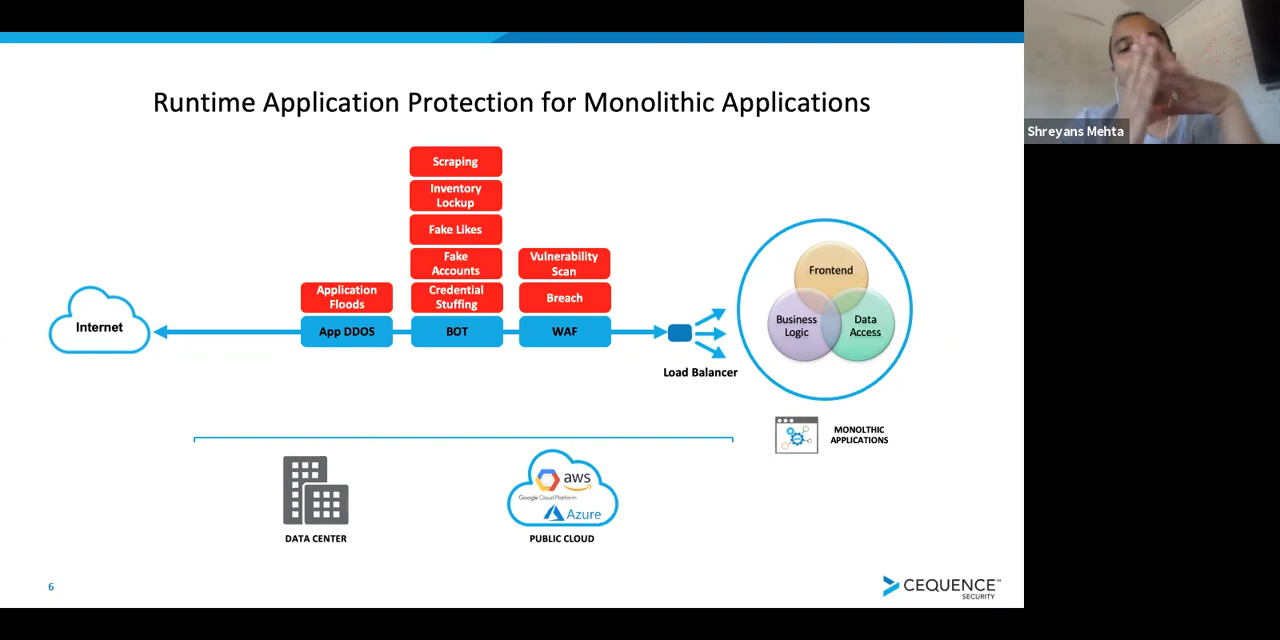 Runtime Application Protection for Monolithic Applications
Shreyans Mehta
Scraping
Inventory
Lockup
Fake Likes
Fake
Accounts
Vulnerability
Scan
Application
Floods
Credential
Stuffing
Breach
Internet
App DDOS
BOT
WAF
Load Balancer
Frontend
Business
Logic
Data
Access
MONOLTHIC
APPLICATIONS
DATA CENTER
aws
Google Cloud Platform
Azure
PUBLIC CLOUD
6
CEQUENCE™
SECURITY